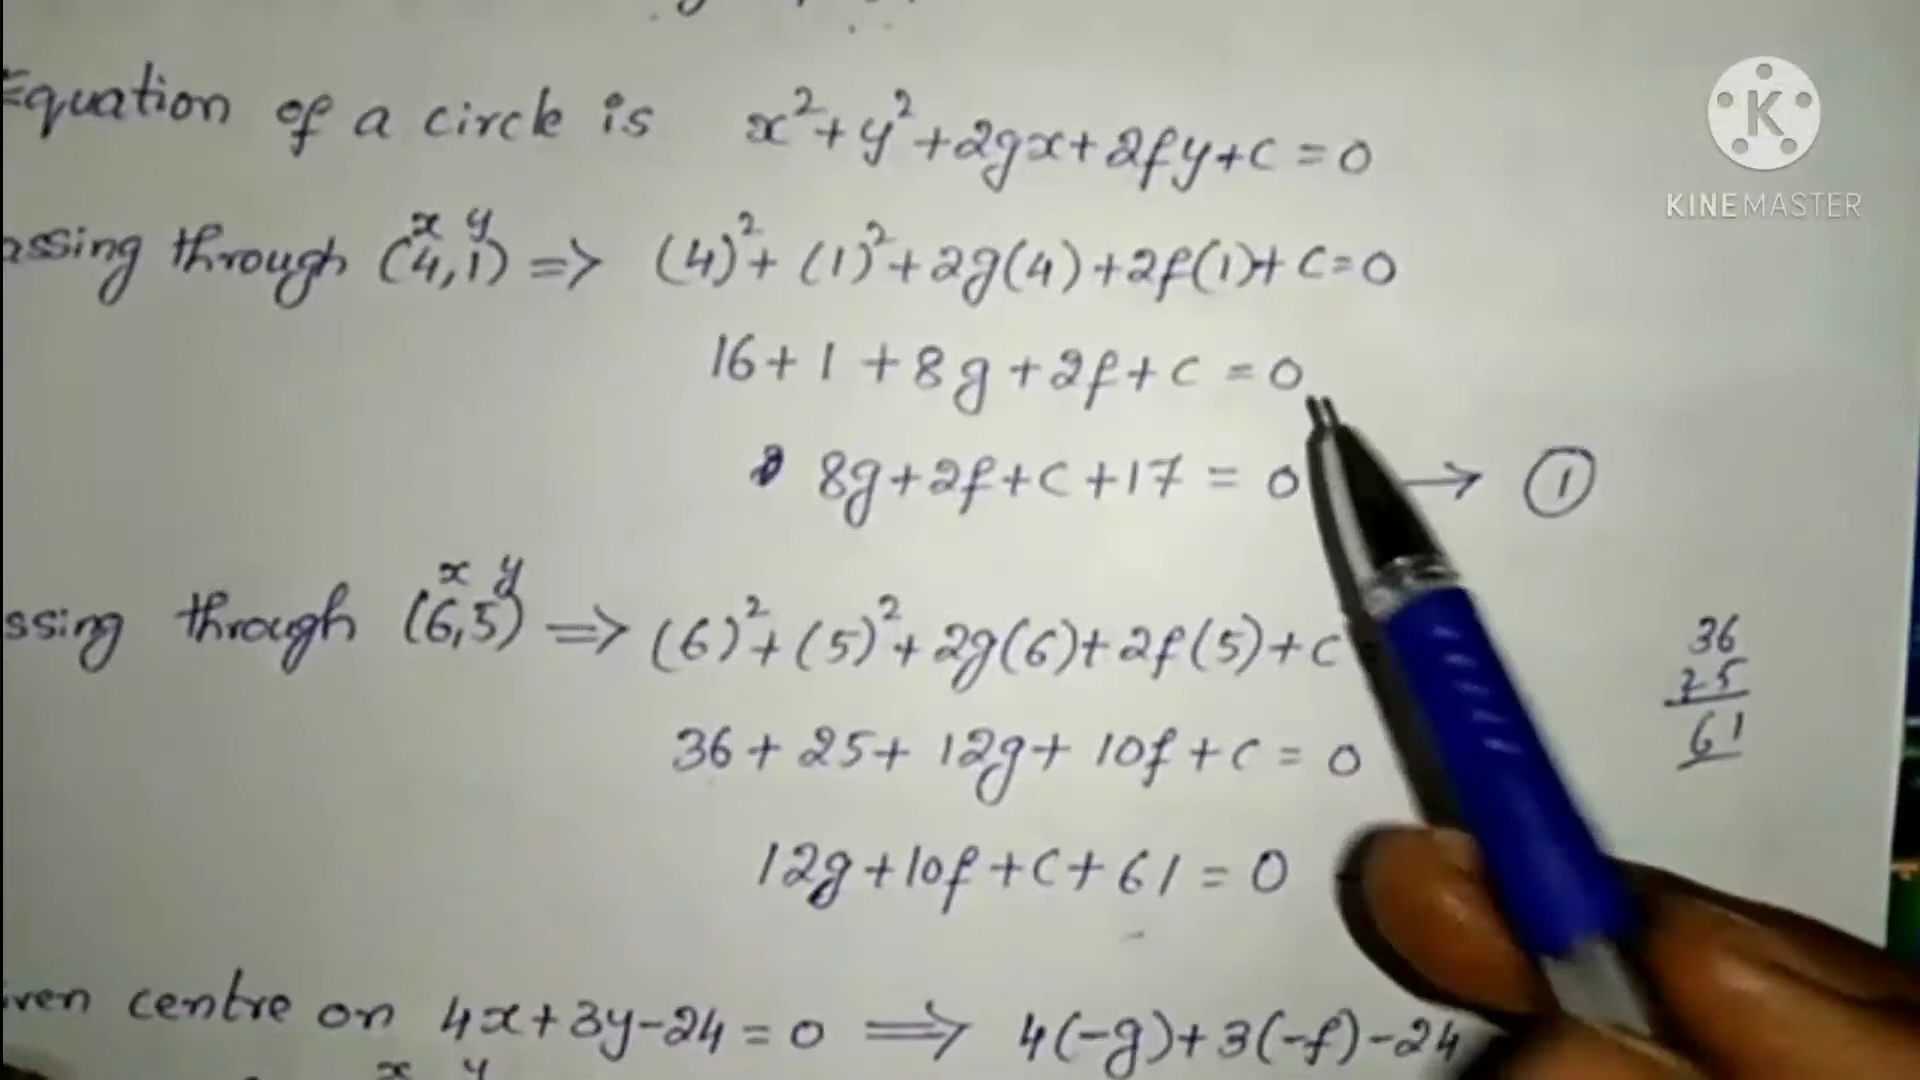 Equation of a circle is x²+y²+2gx+2fy+c=0
KINEMASTER
x y
assing through (4,1) => (4)²+(1)²+2g(4)+2f(1)+c=0
16+1+8g+2f+c=0
8g+2f+c+17=0 → ①
x y
ssing through (6,5) => (6)²+(5)²+2g(6)+2f(5)+c
36
25
61
36+25+12g+10f+c=0
12g+10f+c+61=0
ven centre on 4x+3y-24=0 => 4(-g)+3(-f)-24
x y